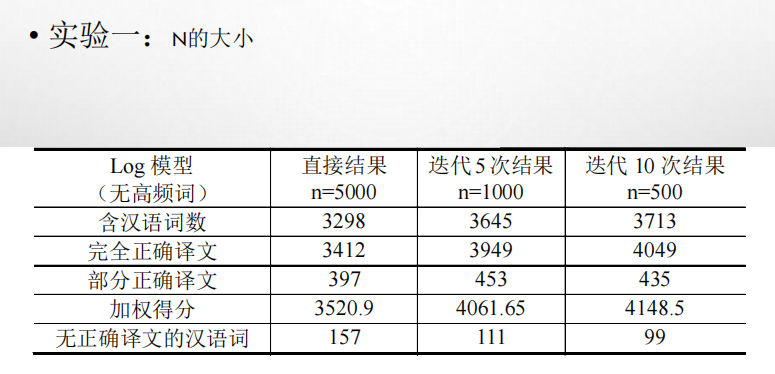 • 实验一：N的大小
Log 模型 直接结果 迭代 5 次结果 迭代 10 次结果
（无高频词） n=5000 n=1000 n=500
含汉语词数 3298 3645 3713
完全正确译文 3412 3949 4049
部分正确译文 397 453 435
加权得分 3520.9 4061.65 4148.5
无正确译文的汉语词 157 111 99